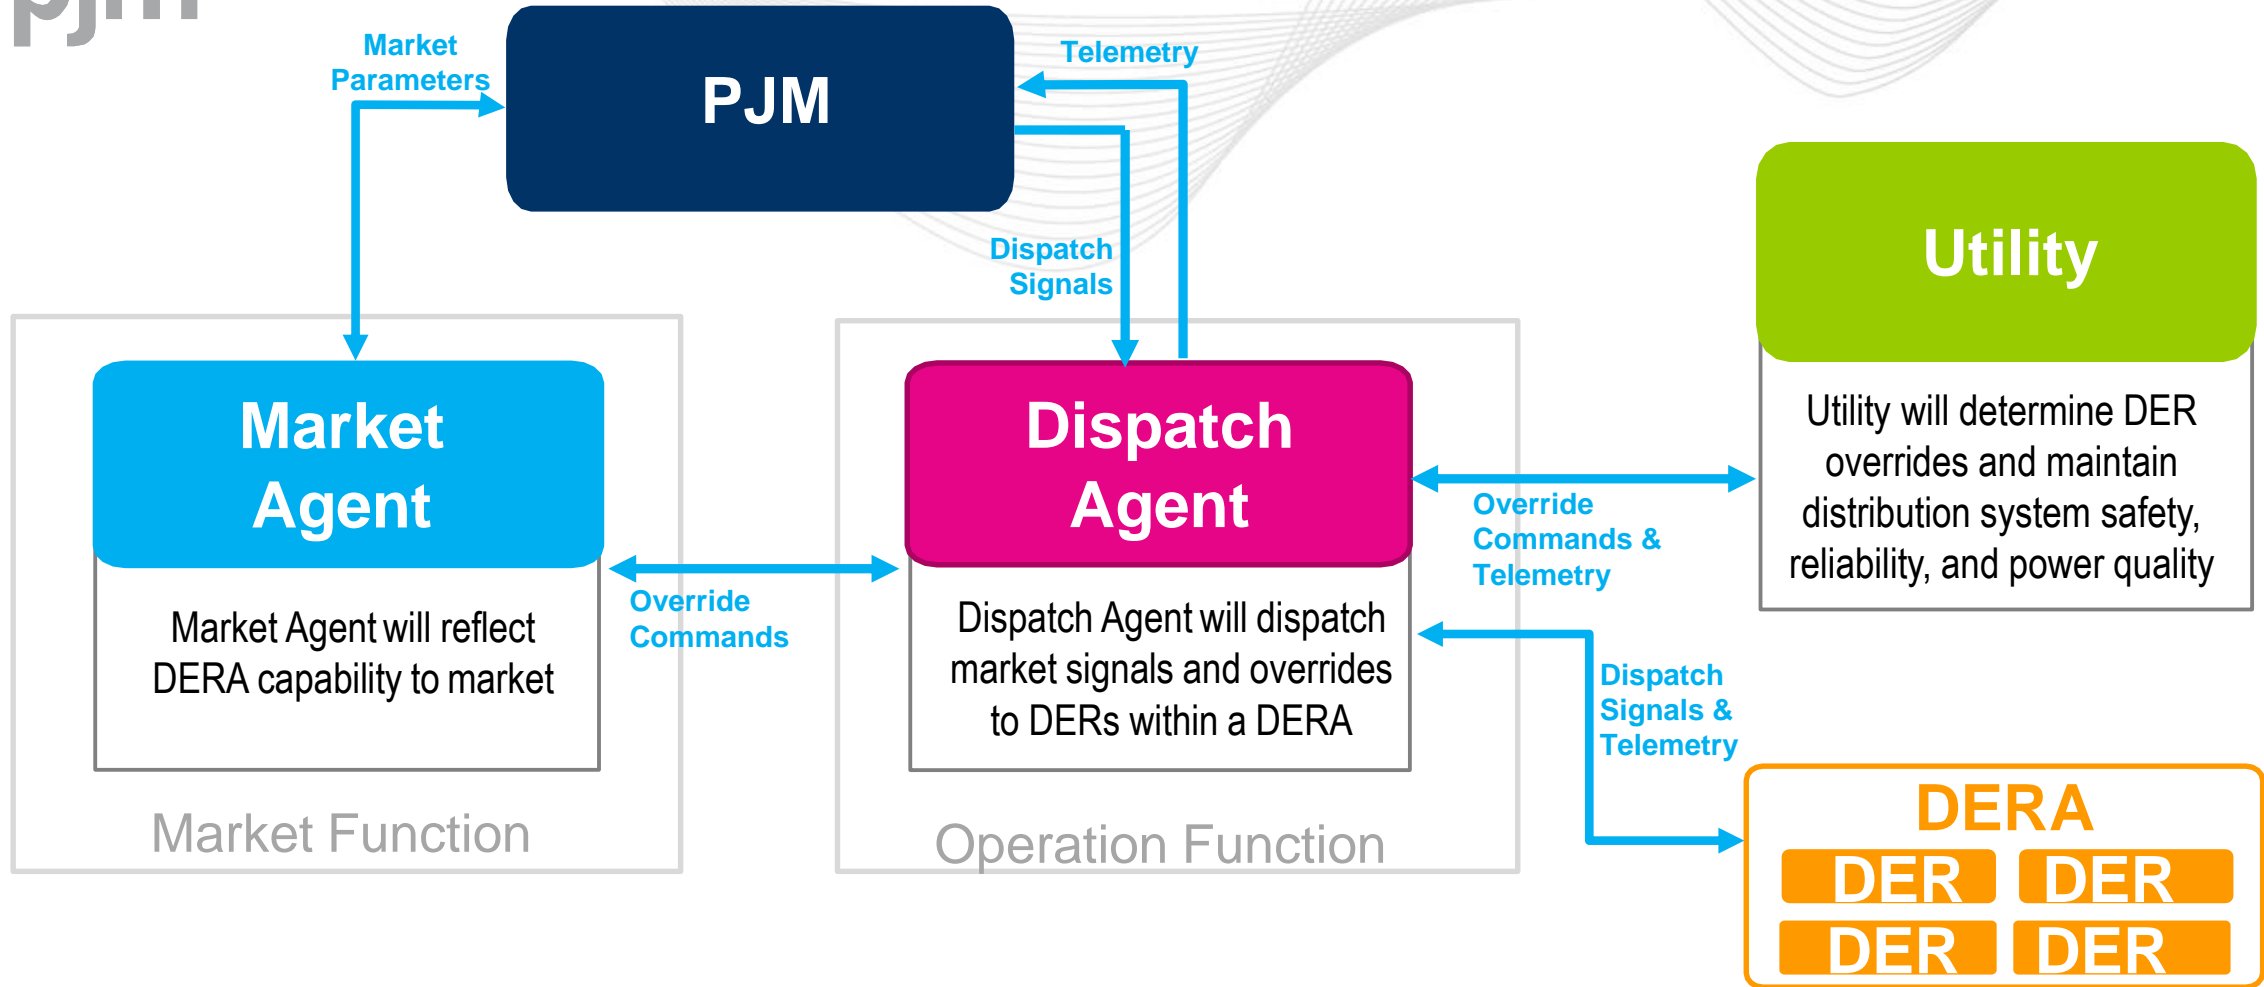 pjm
Market
Parameters
PJM
Telemetry
Dispatch
Signals
Utility
Utility will determine DER
overrides and maintain
distribution system safety,
reliability, and power quality
Market
Agent
Market Agent will reflect
DERA capability to market
Market Function
Override
Commands
Dispatch
Agent
Dispatch Agent will dispatch
market signals and overrides
to DERs within a DERA
Operation Function
Override
Commands &
Telemetry
Dispatch
Signals &
Telemetry
DERA
DER DER
DER DER